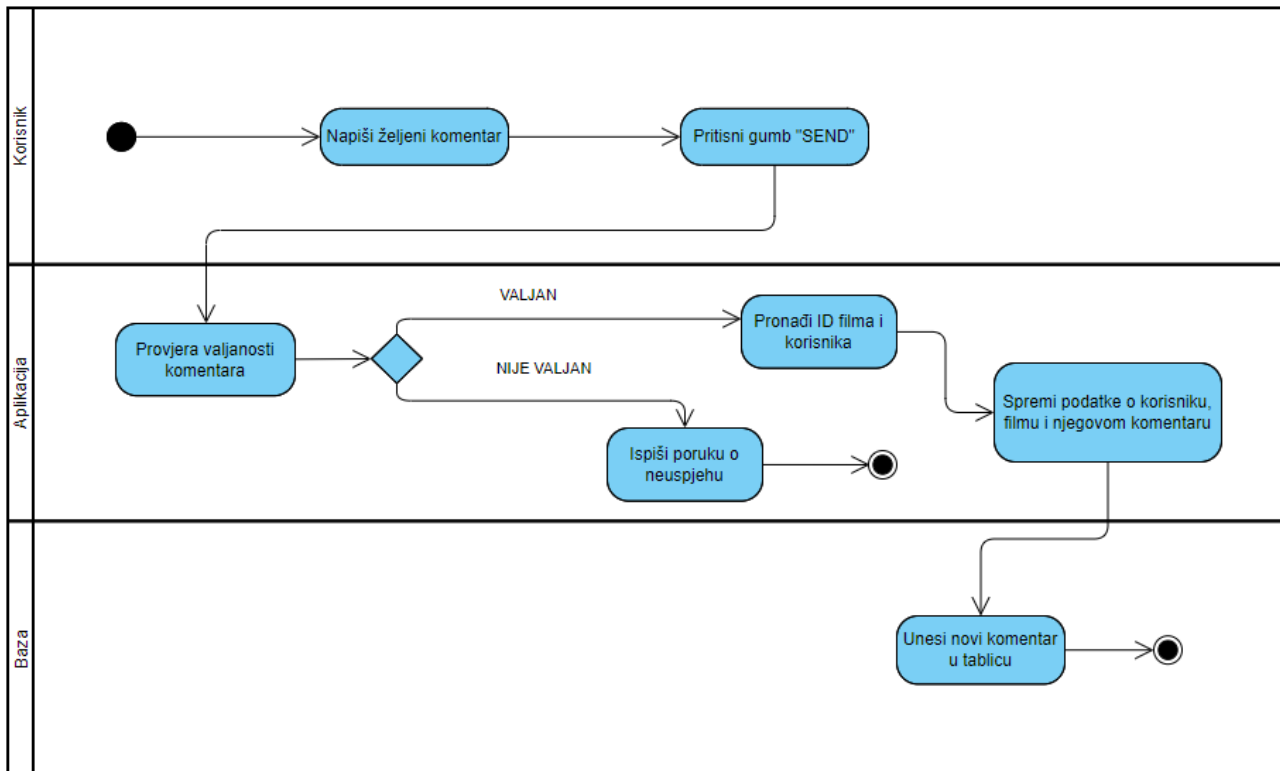 Korisnik
Napiši željeni komentar
Pritisni gumb "SEND"
Aplikacija
Provjera valjanosti
komentara
VALJAN
NIJE VALJAN
Pronađi ID filma i
korisnika
Spremi podatke o korisniku,
filmu i njegovom komentaru
Ispiši poruku o
neuspjehu
Baza
Unesi novi komentar
u tablicu